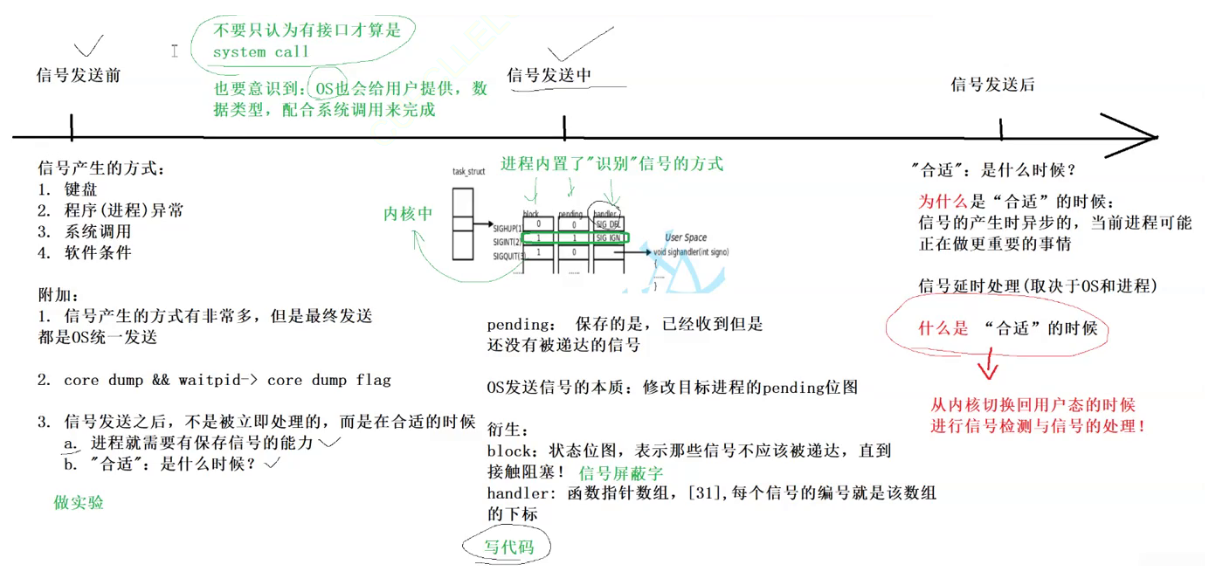 不要只认为有接口才算是
system call
也要意识到：OS也会给用户提供，数
据类型，配合系统调用来完成
信号发送前
信号发送中
信号发送后
信号产生的方式：
1. 键盘
2. 程序(进程)异常
3. 系统调用
4. 软件条件
附加：
1. 信号产生的方式有非常多，但是最终发送
都是OS统一发送
2. core dump && waitpid-> core dump flag
3. 信号发送之后，不是被立即处理的，而是在合适的时候
a. 进程就需要有保存信号的能力
b. "合适"：是什么时候？
做实验
进程内置了"识别"信号的方式
内核中
task_struct
block pending handler
SIGHUP(1) 0 0 SIG_DFL
SIGINT(2) 1 1 SIG_IGN
SIGQUIT(3) 1 0
User Space
void sighandler(int signo)
{
}
pending： 保存的是，已经收到但是
还没有被递达的信号
OS发送信号的本质：修改目标进程的pending位图
衍生：
block：状态位图，表示那些信号不应该被递达，直到
接触阻塞！ 信号屏蔽字
handler: 函数指针数组，[31],每个信号的编号就是该数组
的下标
写代码
"合适"：是什么时候？
为什么是“合适”的时候：
信号的产生时异步的，当前进程可能
正在做更重要的事情
信号延时处理(取决于OS和进程)
什么是 “合适”的时候
从内核切换回用户态的时候
进行信号检测与信号的处理！